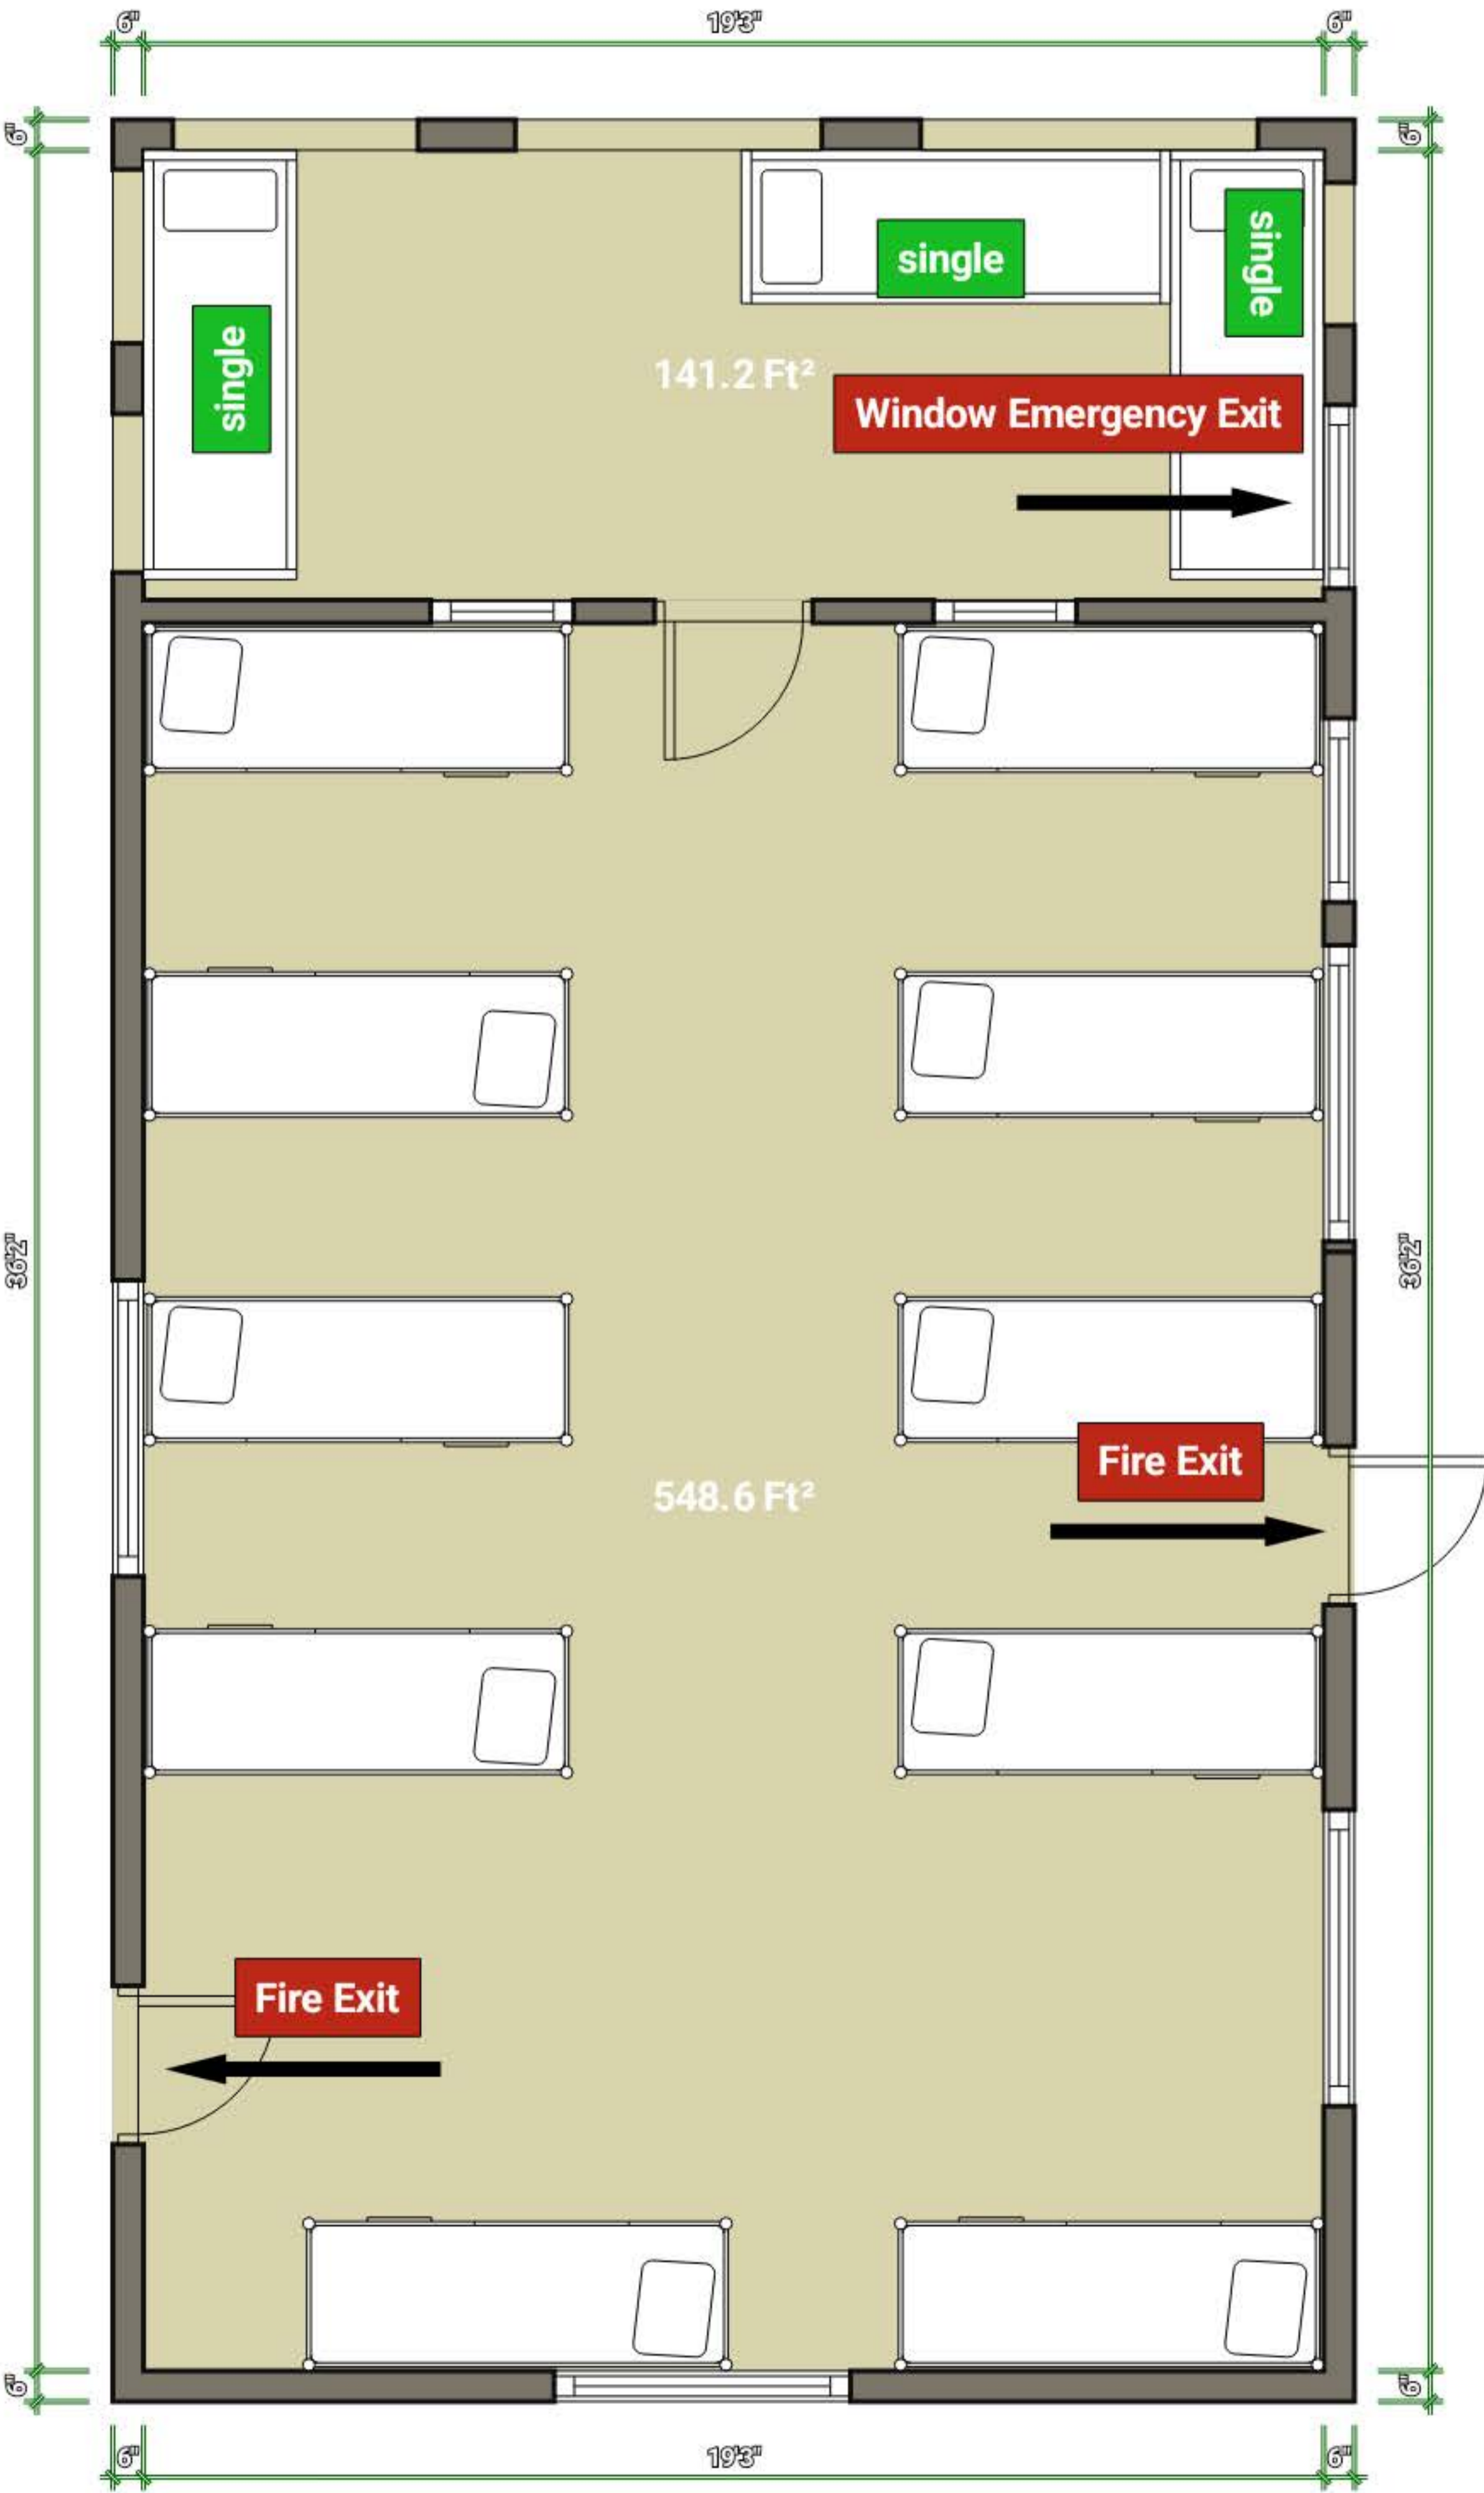 6"
19'3"
6"
6"
6"
single
single
single
141.2 Ft²
Window Emergency Exit
36'2"
36'2"
Fire Exit
548.6 Ft²
Fire Exit
6"
6"
6"
19'3"
6"